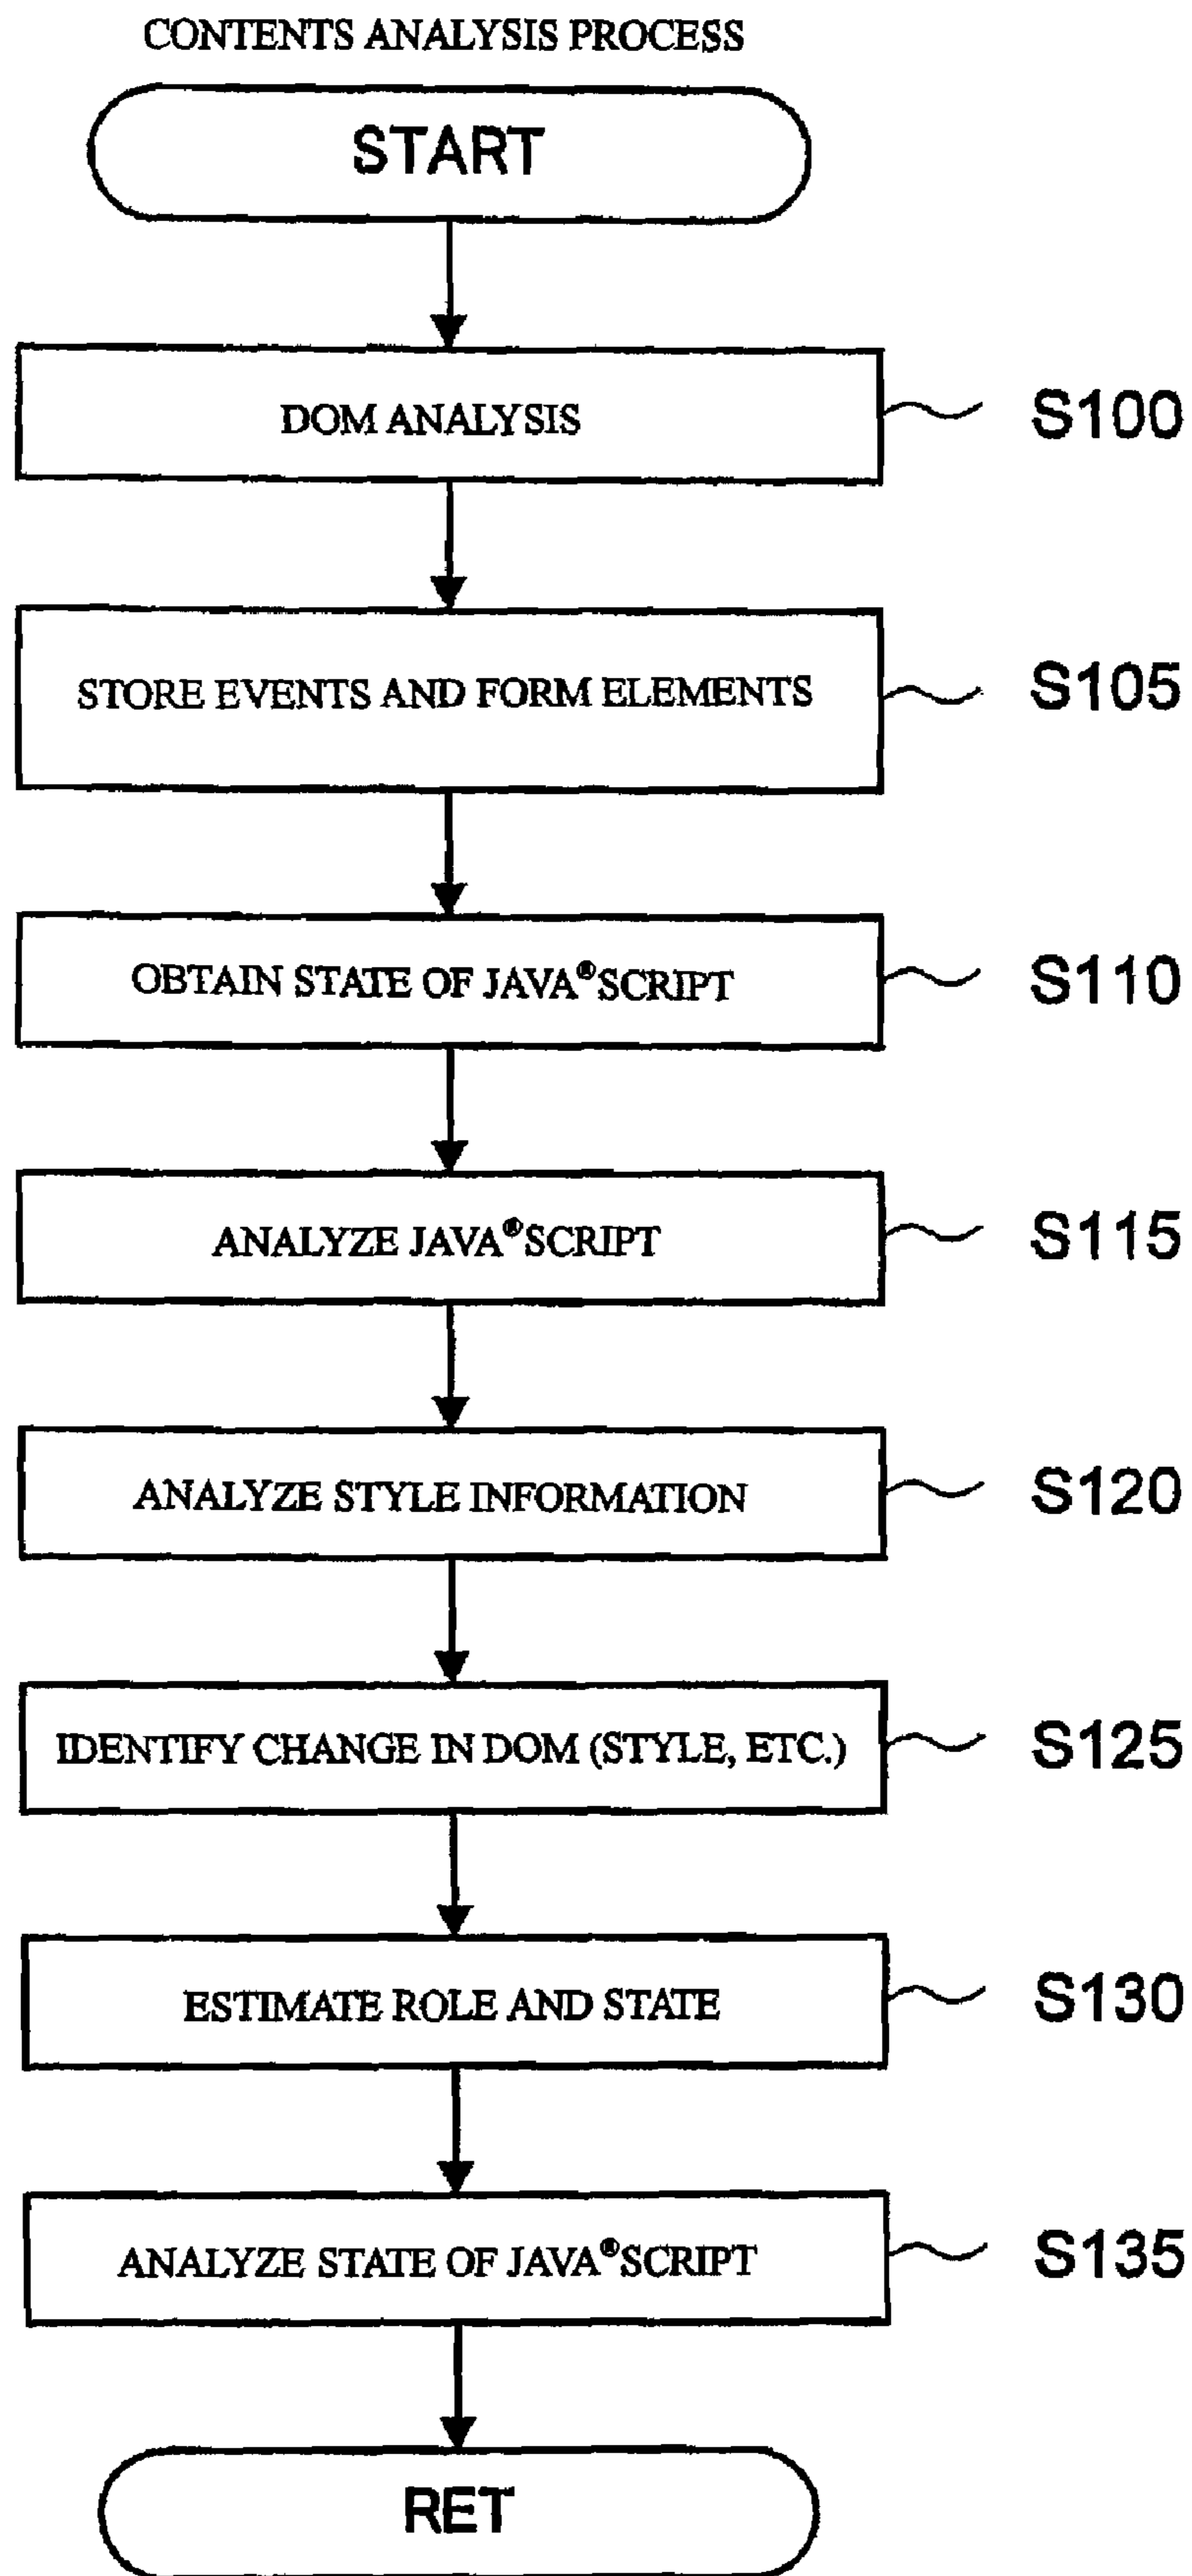 CONTENTS ANALYSIS PROCESS
START
DOM ANALYSIS
S100
STORE EVENTS AND FORM ELEMENTS
S105
OBTAIN STATE OF JAVA®SCRIPT
S110
ANALYZE JAVA®SCRIPT
S115
ANALYZE STYLE INFORMATION
S120
IDENTIFY CHANGE IN DOM (STYLE, ETC.)
S125
ESTIMATE ROLE AND STATE
S130
ANALYZE STATE OF JAVA®SCRIPT
S135
RET